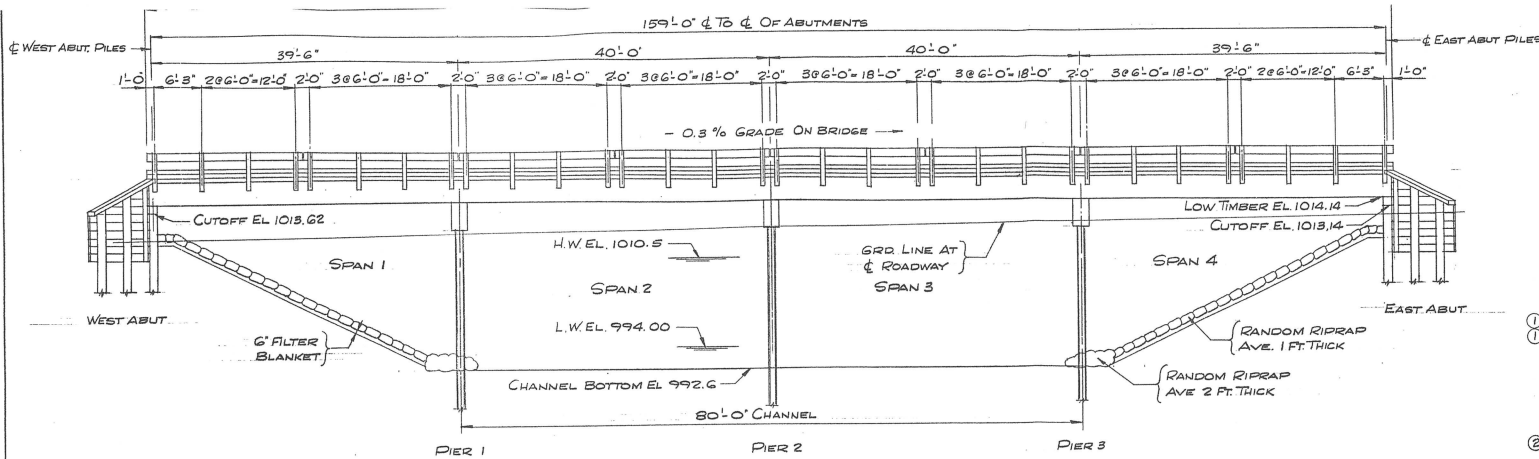 159'-0" ℄ To ℄ Of Abutments
℄ West Abut. Piles
39'-6"
40'-0"
40'-0"
39'-6"
℄ East Abut Piles
1'-0" 6'-3" 2@6'-0"=12'-0" 2'-0" 3@6'-0"=18'-0" 2'-0" 3@6'-0"=18'-0" 2'-0" 3@6'-0"=18'-0" 2'-0" 3@6'-0"=18'-0" 2'-0" 3@6'-0"=18'-0" 2'-0" 3@6'-0"=18'-0" 2'-0" 2@6'-0"=12'-0" 6'-3" 1'-0"
- 0.3 % Grade On Bridge
Cutoff El 1013.62
Low Timber El. 1014.14
Cutoff El. 1013.14
H.W. El. 1010.5
Grd. Line At
℄ Roadway
Span 1
Span 2
Span 3
Span 4
West Abut
East Abut
L.W. El. 994.00
6" Filter
Blanket
Random Riprap
Ave. 1 Ft. Thick
Channel Bottom El 992.6
Random Riprap
Ave 2 Ft. Thick
80'-0" Channel
Pier 1
Pier 2
Pier 3